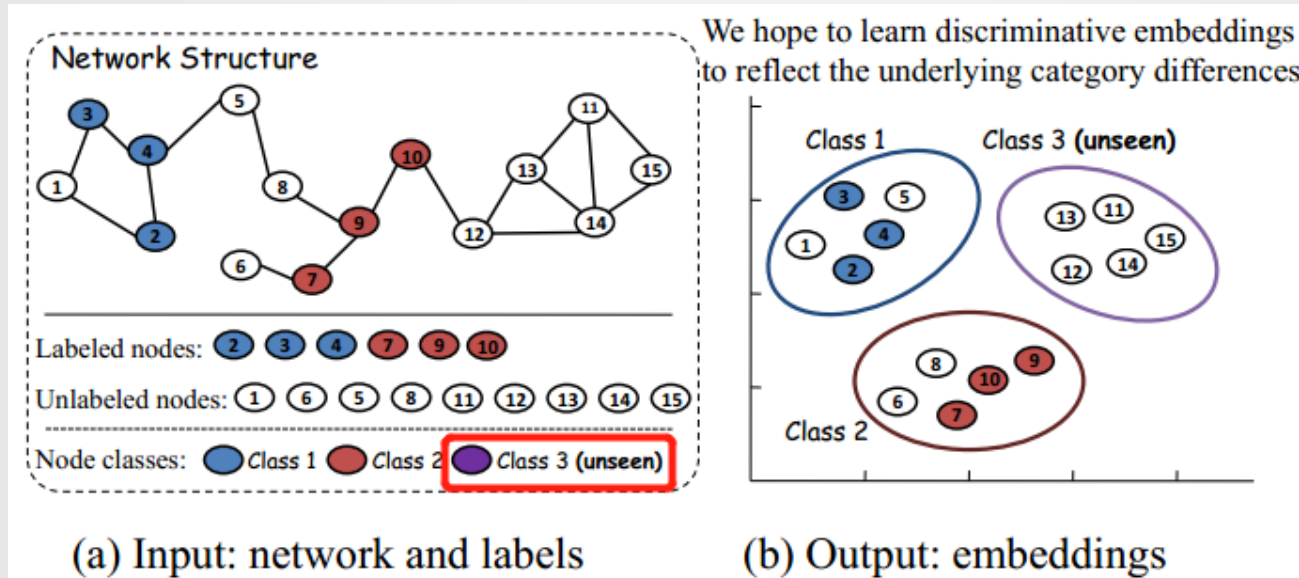 Network Structure
3
5
4
1
2
8
10
9
6
7
11
13
15
12
14
Labeled nodes: 2 3 4 7 9 10
Unlabeled nodes: 1 6 5 8 11 12 13 14 15
Node classes: Class 1 Class 2 Class 3 (unseen)
(a) Input: network and labels
We hope to learn discriminative embeddings
to reflect the underlying category differences
Class 1
3
5
1
4
2
Class 3 (unseen)
13
11
15
12
14
8
9
10
6
7
Class 2
(b) Output: embeddings